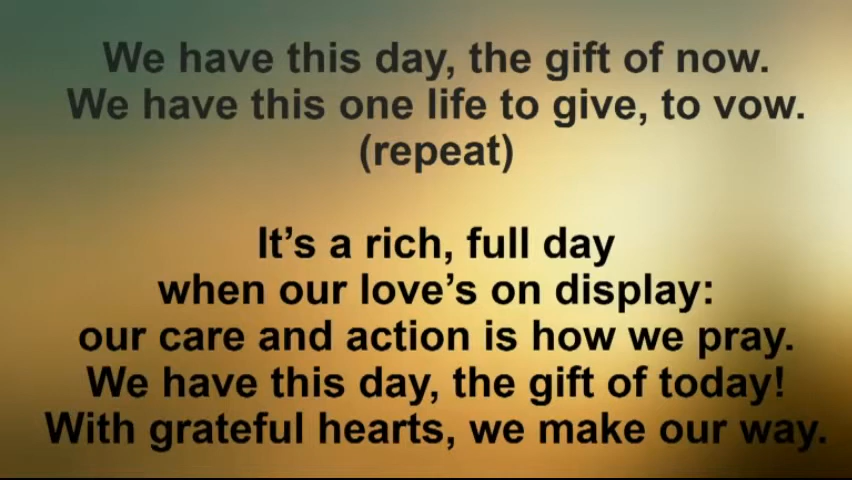 We have this day, the gift of now.
We have this one life to give, to vow.
(repeat)
It’s a rich, full day
when our love’s on display:
our care and action is how we pray.
We have this day, the gift of today!
With grateful hearts, we make our way.